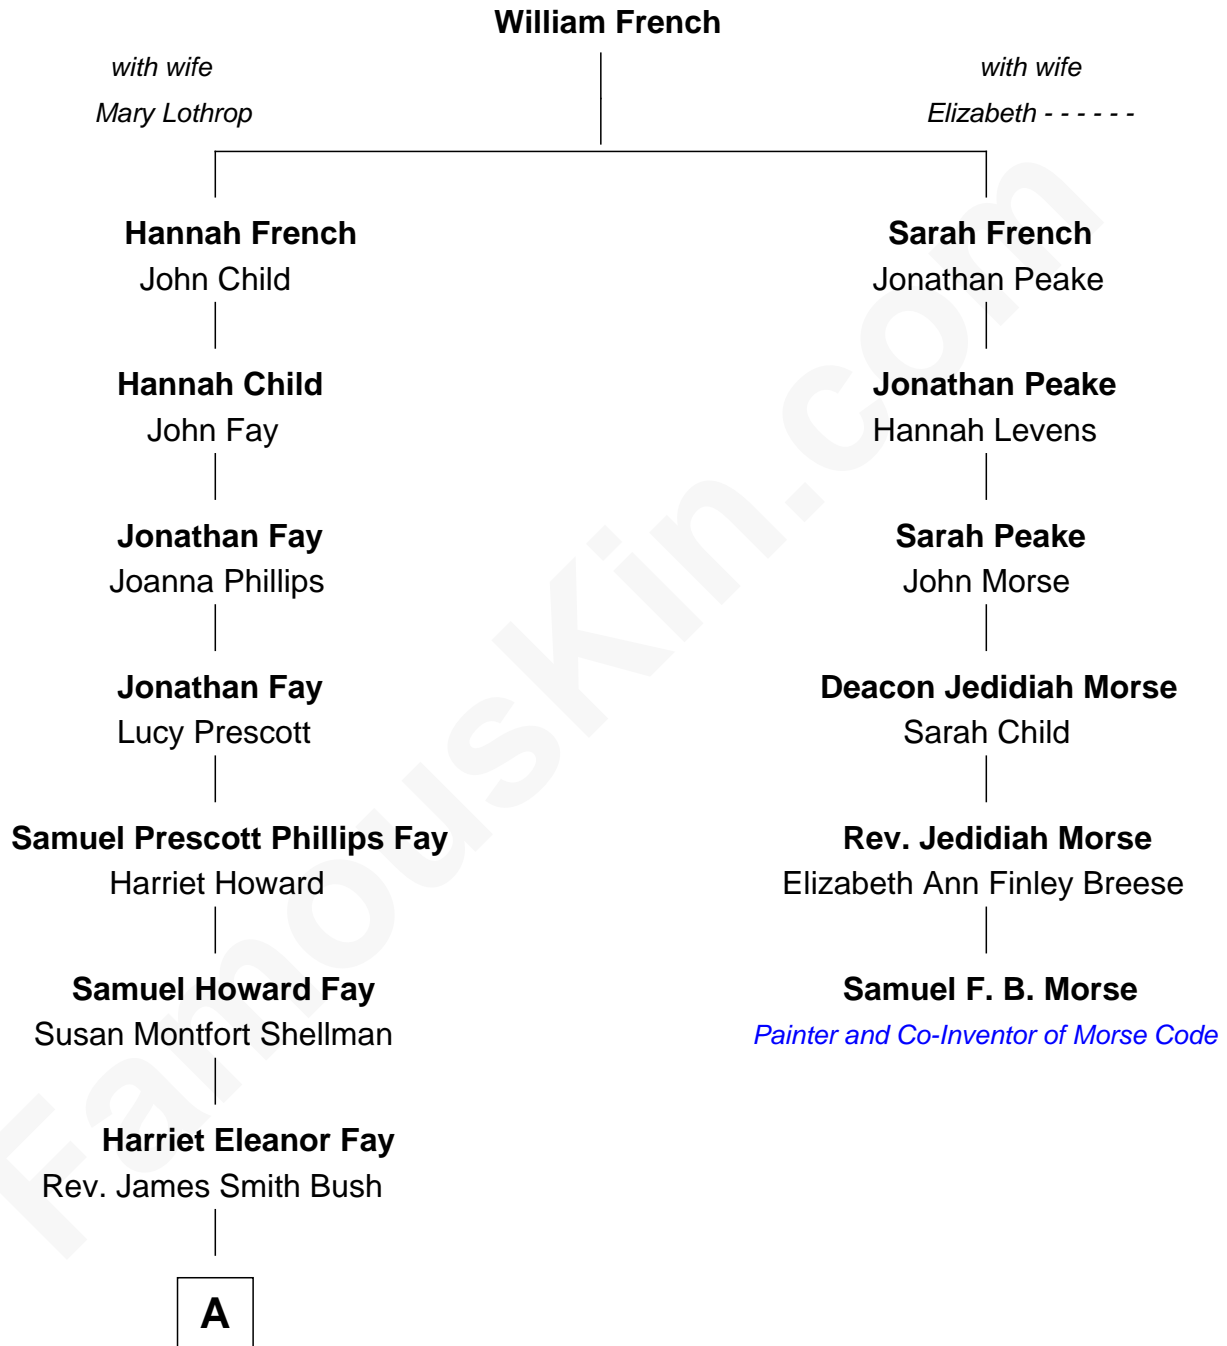 William French
with wife
Mary Lothrop
with wife
Elizabeth - - - - - -
Hannah French
John Child
Sarah French
Jonathan Peake
Hannah Child
John Fay
Jonathan Peake
Hannah Levens
Jonathan Fay
Joanna Phillips
Sarah Peake
John Morse
Jonathan Fay
Lucy Prescott
Deacon Jedidiah Morse
Sarah Child
Samuel Prescott Phillips Fay
Harriet Howard
Rev. Jedidiah Morse
Elizabeth Ann Finley Breese
Samuel Howard Fay
Susan Montfort Shellman
Samuel F. B. Morse
Painter and Co-Inventor of Morse Code
Harriet Eleanor Fay
Rev. James Smith Bush
A
FamousKin.com